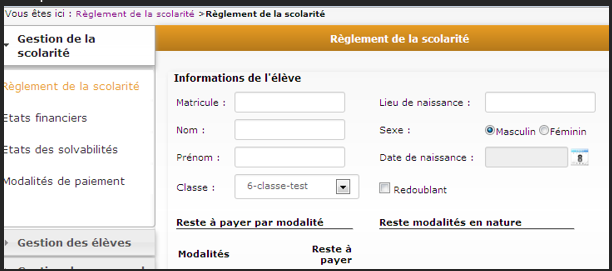 Vous êtes ici : Règlement de la scolarité >Règlement de la scolarité
Gestion de la
scolarité
Règlement de la scolarité
Etats financiers
Etats des solvabilités
Modalités de paiement
Gestion des élèves
Règlement de la scolarité
Informations de l'élève
Matricule :
Lieu de naissance :
Nom :
Sexe :
Masculin Féminin
Prénom :
Date de naissance :
8
Classe :
6-classe-test
Redoublant
Reste à payer par modalité
Reste modalités en nature
Modalités
Reste à
payer